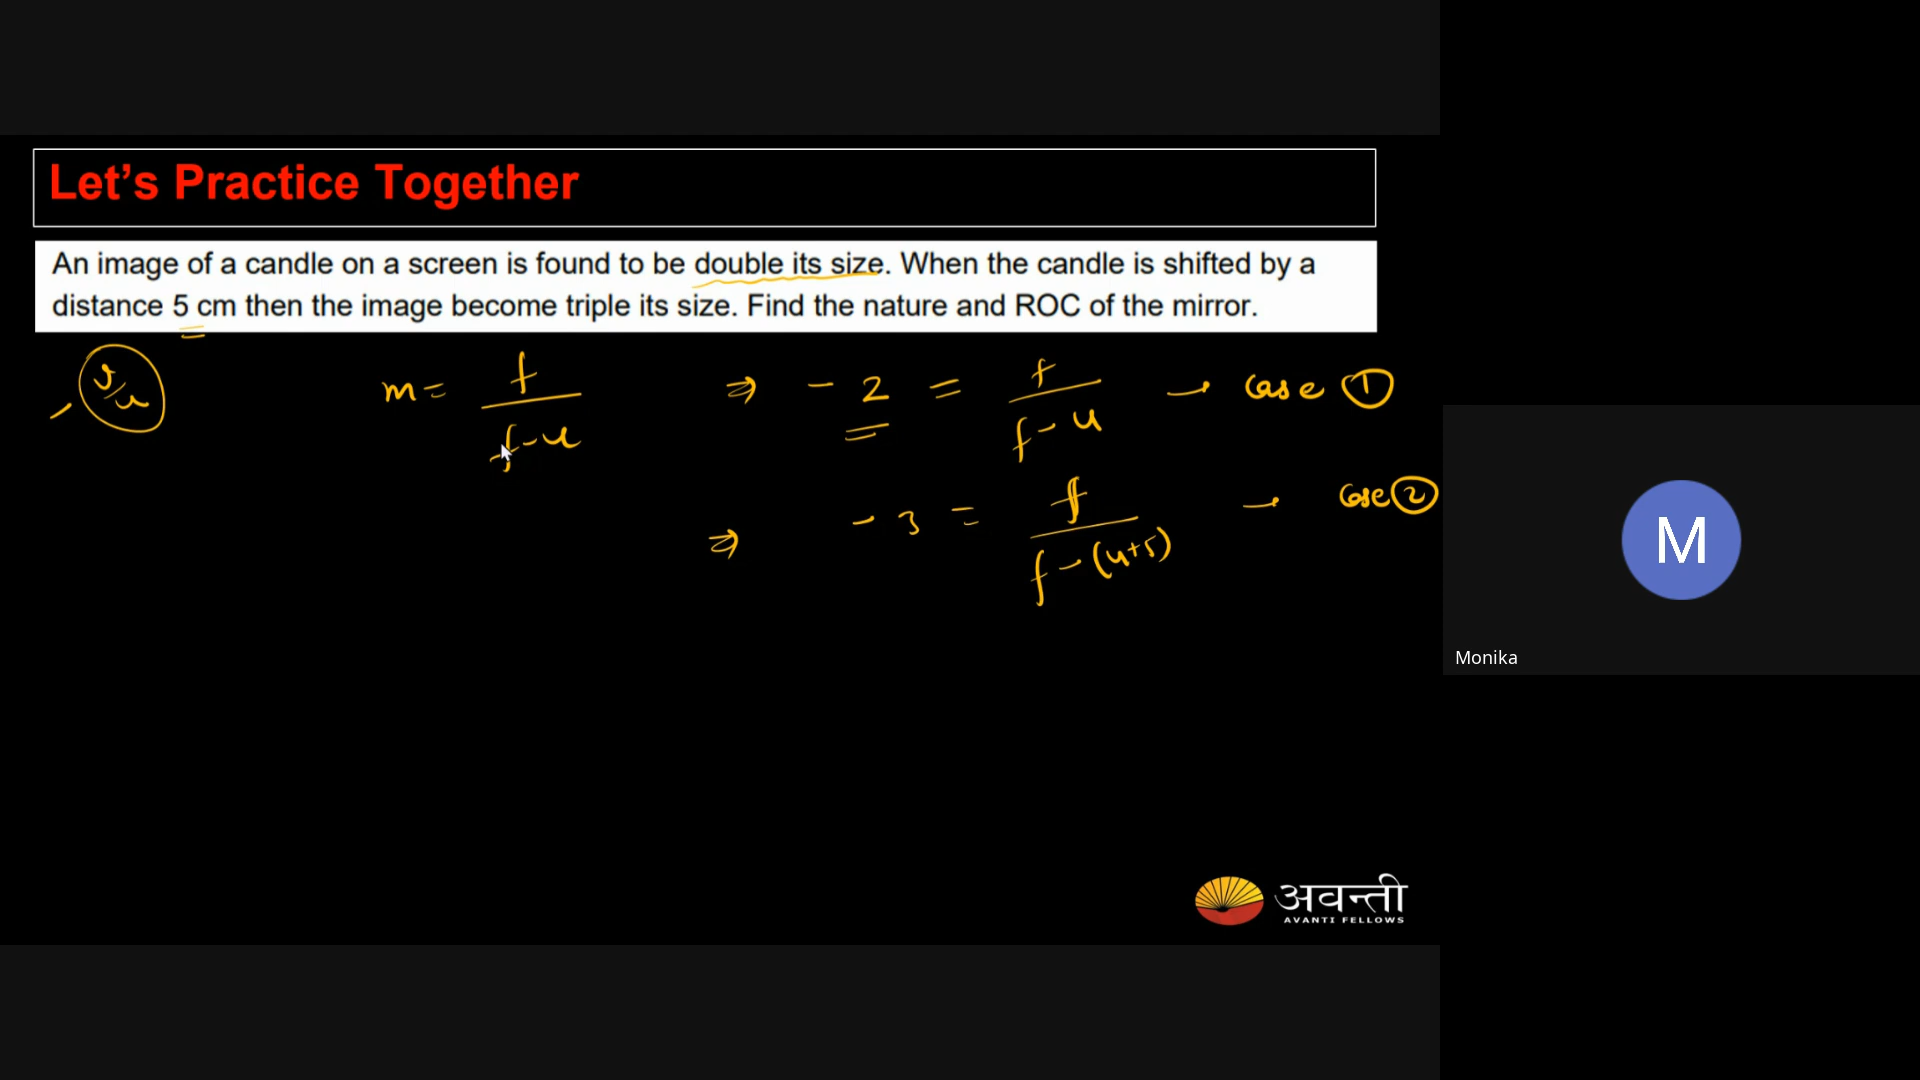 Let’s Practice Together
An image of a candle on a screen is found to be double its size. When the candle is shifted by a
distance 5 cm then the image become triple its size. Find the nature and ROC of the mirror.
- v/u
m = f/(f-u) ⇒ -2 = f/(f-u) → Case ①
⇒ -3 = f/(f-(u+5)) → Case ②
M
Monika
अवन्ती
AVANTI FELLOWS